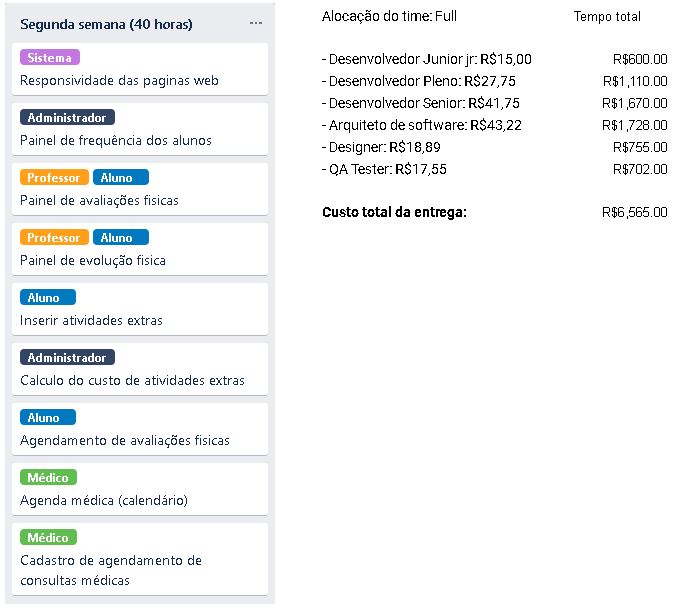 Segunda semana (40 horas) ...
Sistema
Responsividade das paginas web
Administrador
Painel de frequência dos alunos
Professor Aluno
Painel de avaliações fisicas
Professor Aluno
Painel de evolução fisica
Aluno
Inserir atividades extras
Administrador
Calculo do custo de atividades extras
Aluno
Agendamento de avaliações fisicas
Médico
Agenda médica (calendário)
Médico
Cadastro de agendamento de
consultas médicas
Alocação do time: Full Tempo total
- Desenvolvedor Junior jr: R$15,00 R$600.00
- Desenvolvedor Pleno: R$27,75 R$1,110.00
- Desenvolvedor Senior: R$41,75 R$1,670.00
- Arquiteto de software: R$43,22 R$1,728.00
- Designer: R$18,89 R$755.00
- QA Tester: R$17,55 R$702.00
Custo total da entrega: R$6,565.00